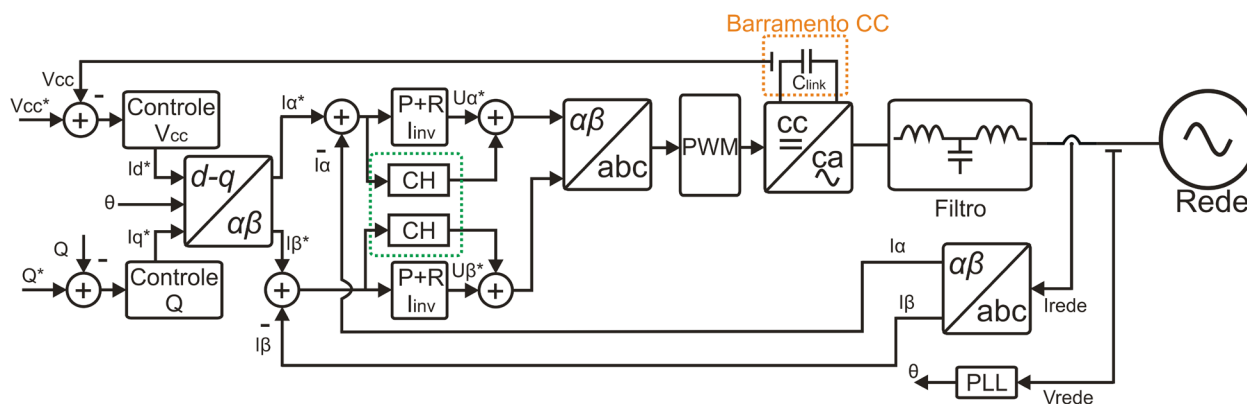 Barramento CC
Clink
Vcc
Vcc*
-
Controle
Vcc
Id*
d-q
αβ
θ
Iq*
Q
Q*
-
Controle
Q
Iα*
-
Iα
Iβ*
-
Iβ
P+R
Iinv
Uα*
CH
CH
P+R
Iinv
Uβ*
αβ
abc
PWM
cc
ca
Filtro
Rede
Iα
Iβ
αβ
abc
Irede
θ
PLL
Vrede